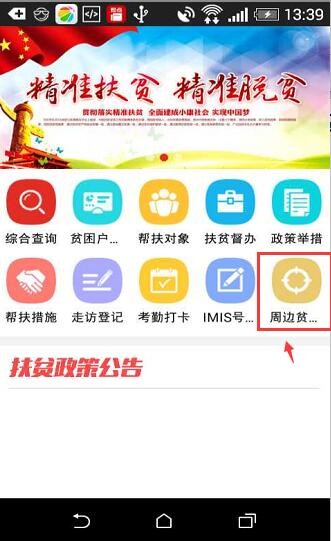 13:39
精准扶贫 精准脱贫
贯彻落实精准扶贫 全面建成小康社会 实现中国梦
综合查询 贫困户... 帮扶对象 扶贫督办 政策举措
帮扶措施 走访登记 考勤打卡 IMIS号... 周边贫...
扶贫政策公告